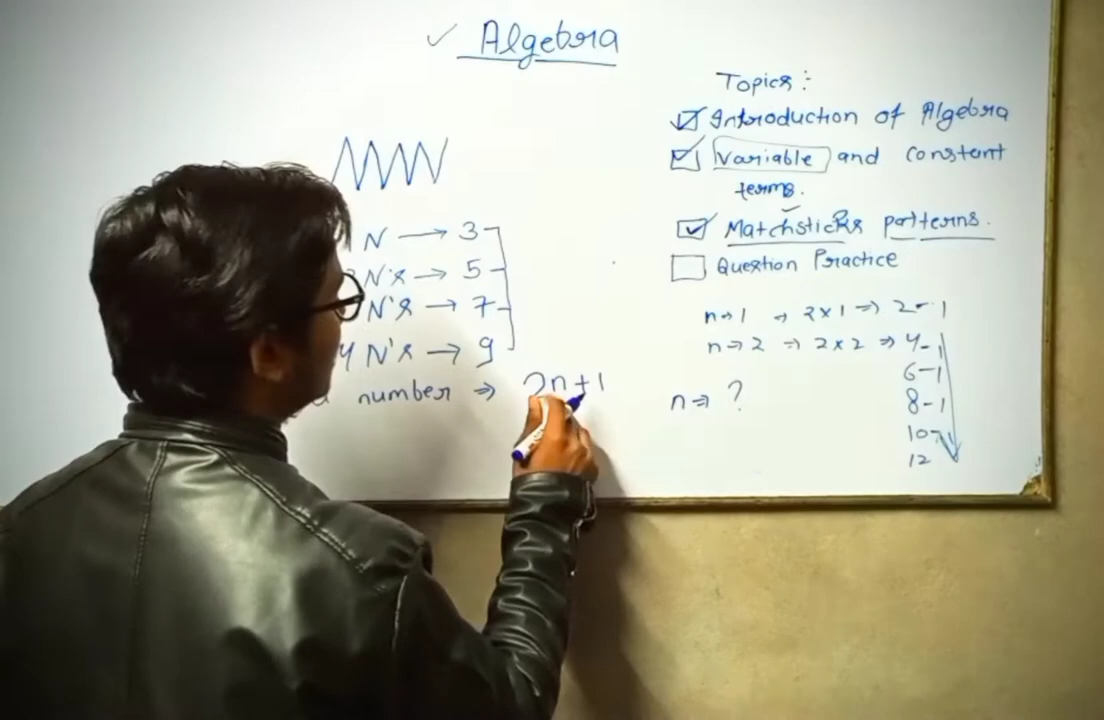 ✓ Algebra
N → 3
N's → 5
N's → 7
4 N's → 9
number ⇒ 2n+1
Topics:
☑ Introduction of Algebra
☑ Variable and constant
terms.
☑ Matchsticks patterns.
☐ Question Practice
n→1 → 2×1 ⇒ 2-1
n→2 ⇒ 2×2 ⇒ 4-1
6-1
8-1
10-
12
n⇒ ?